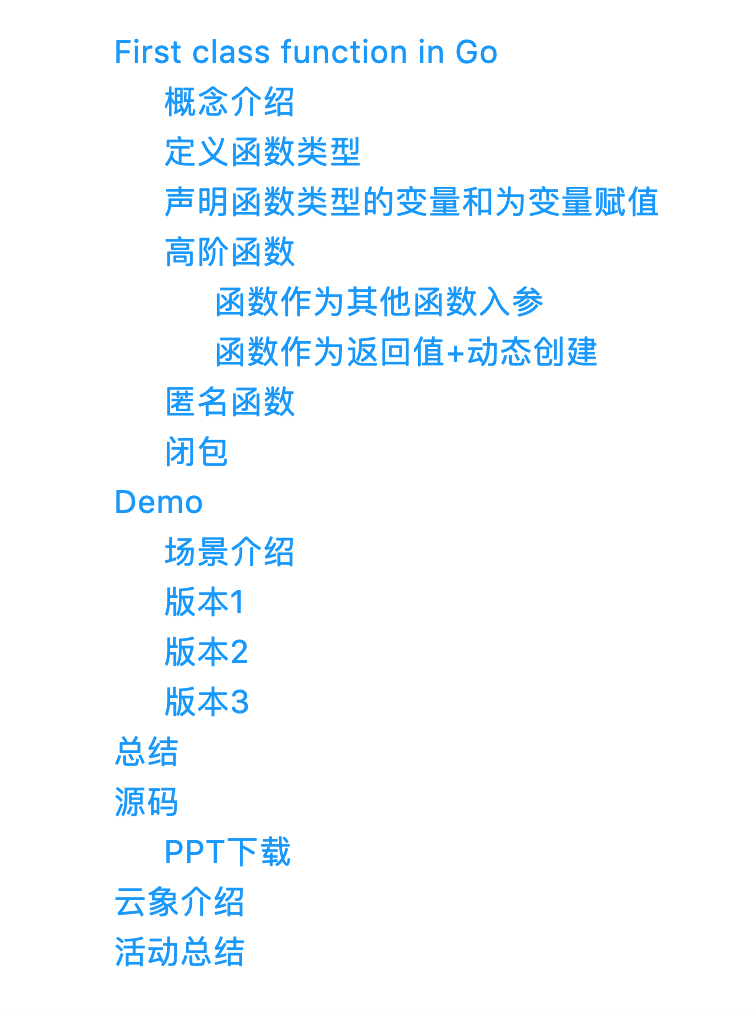 First class function in Go
概念介绍
定义函数类型
声明函数类型的变量和为变量赋值
高阶函数
函数作为其他函数入参
函数作为返回值+动态创建
匿名函数
闭包
Demo
场景介绍
版本1
版本2
版本3
总结
源码
PPT下载
云象介绍
活动总结